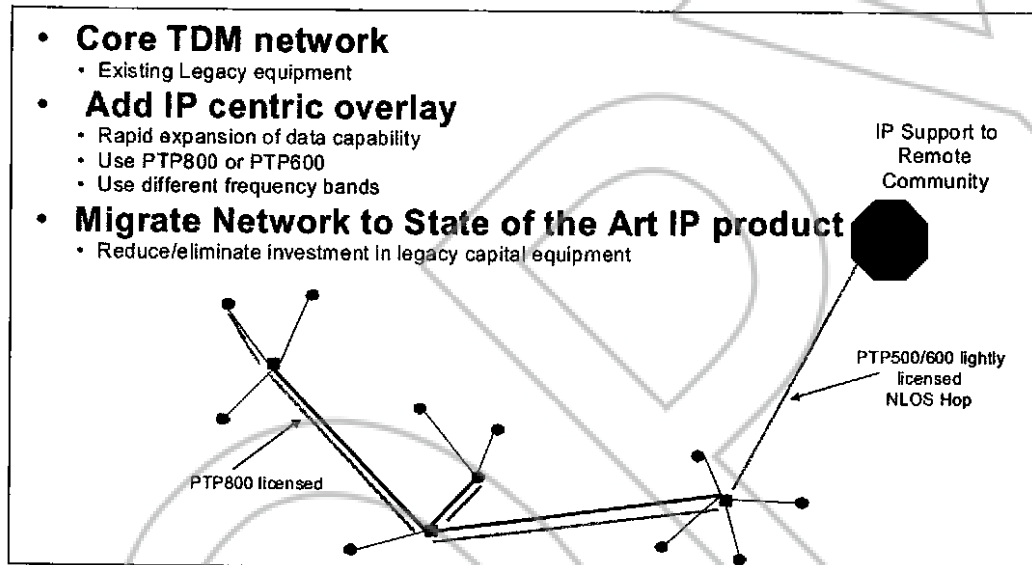 • Core TDM network
• Existing Legacy equipment
• Add IP centric overlay
• Rapid expansion of data capability
• Use PTP800 or PTP600
• Use different frequency bands
• Migrate Network to State of the Art IP product
• Reduce/eliminate investment in legacy capital equipment
IP Support to
Remote
Community
PTP500/600 lightly
licensed
NLOS Hop
PTP800 licensed